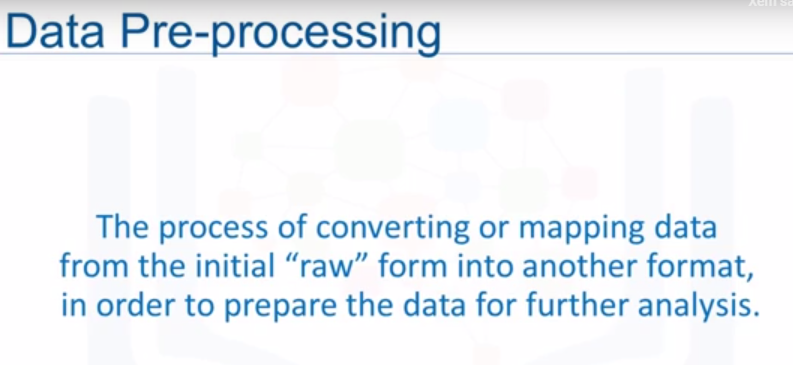 Data Pre-processing
The process of converting or mapping data
from the initial “raw” form into another format,
in order to prepare the data for further analysis.